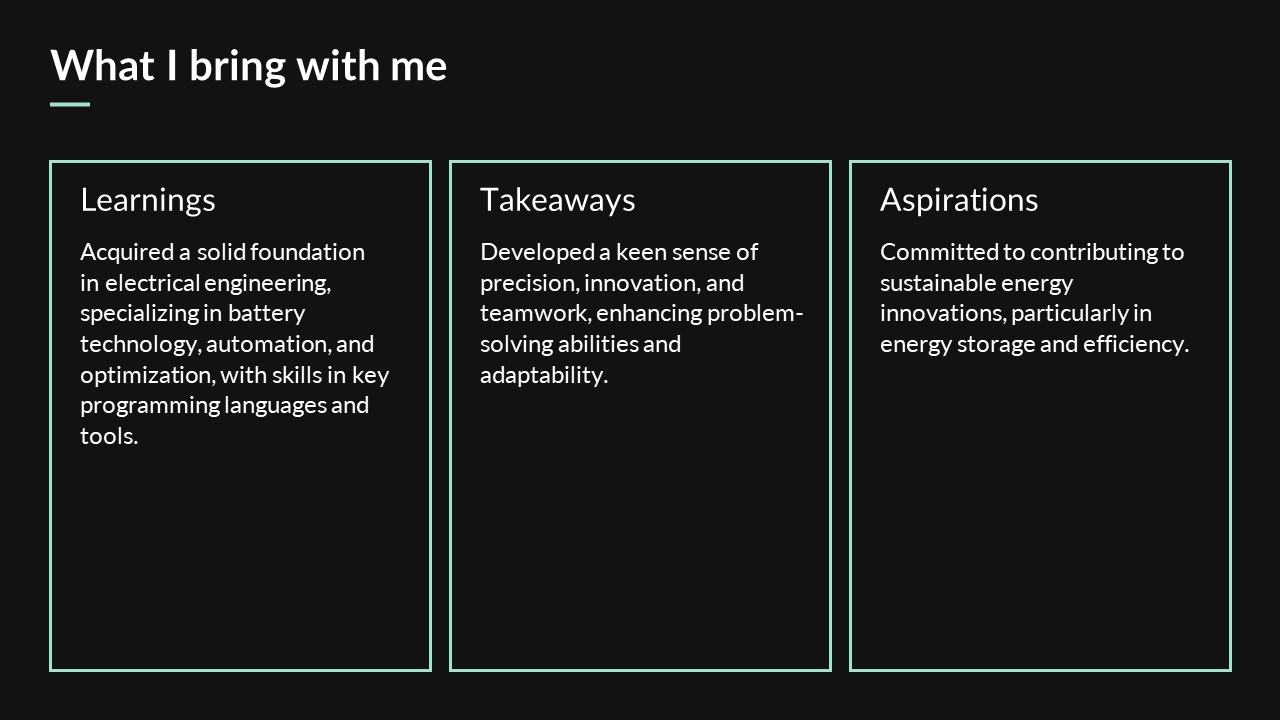 What I bring with me
Learnings
Acquired a solid foundation
in electrical engineering,
specializing in battery
technology, automation, and
optimization, with skills in key
programming languages and
tools.
Takeaways
Developed a keen sense of
precision, innovation, and
teamwork, enhancing problem-
solving abilities and
adaptability.
Aspirations
Committed to contributing to
sustainable energy
innovations, particularly in
energy storage and efficiency.